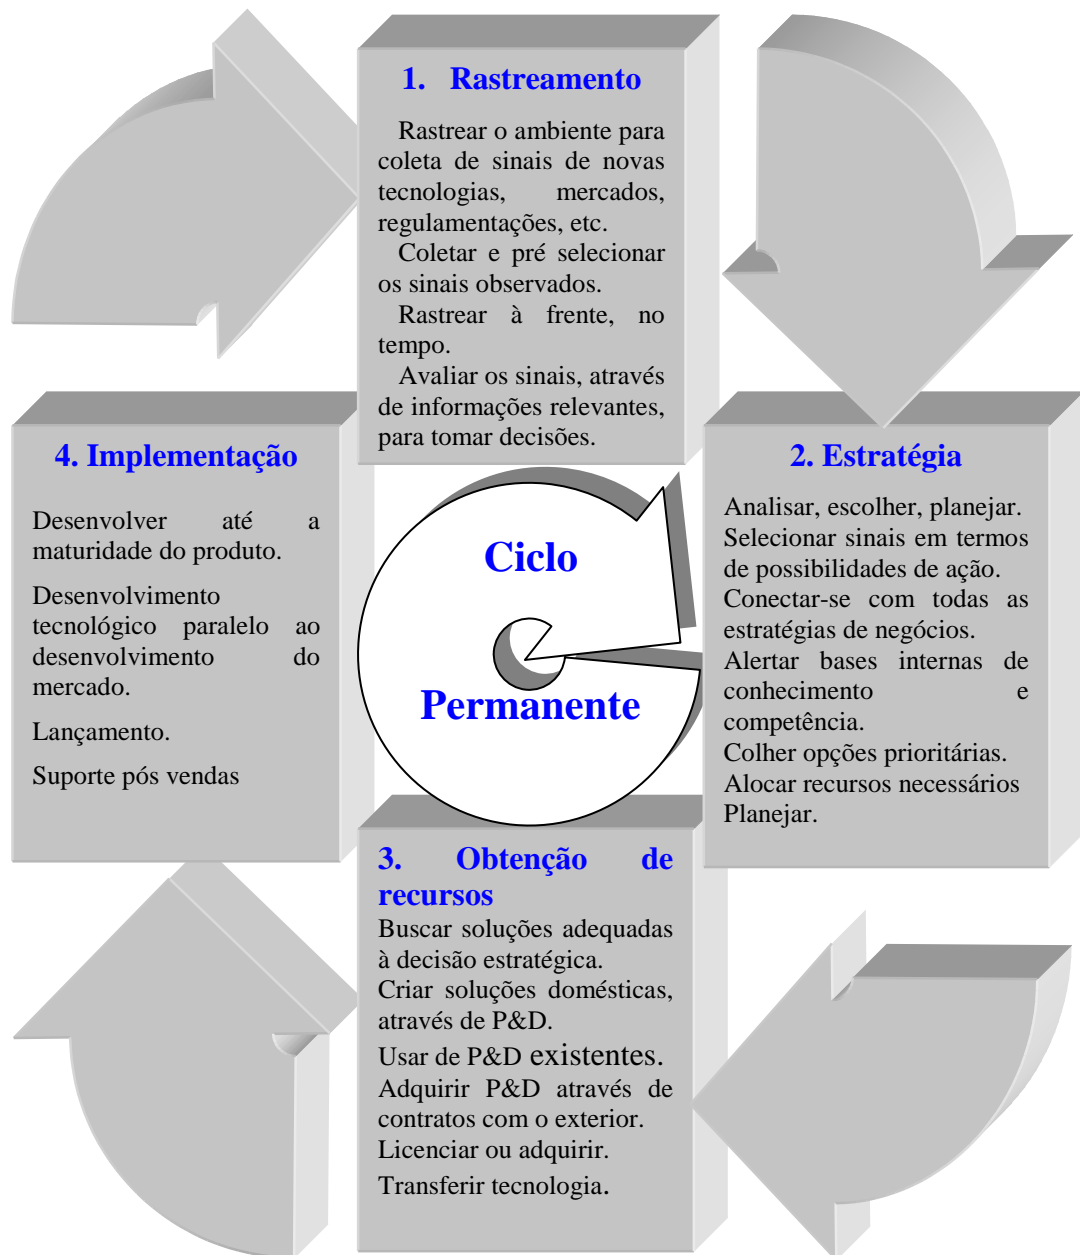 1. Rastreamento
Rastrear o ambiente para
coleta de sinais de novas
tecnologias, mercados,
regulamentações, etc.
Coletar e pré selecionar
os sinais observados.
Rastrear à frente, no
tempo.
Avaliar os sinais, através
de informações relevantes,
para tomar decisões.
2. Estratégia
Analisar, escolher, planejar.
Selecionar sinais em termos
de possibilidades de ação.
Conectar-se com todas as
estratégias de negócios.
Alertar bases internas de
conhecimento e
competência.
Colher opções prioritárias.
Alocar recursos necessários
Planejar.
3. Obtenção de
recursos
Buscar soluções adequadas
à decisão estratégica.
Criar soluções domésticas,
através de P&D.
Usar de P&D existentes.
Adquirir P&D através de
contratos com o exterior.
Licenciar ou adquirir.
Transferir tecnologia.
4. Implementação
Desenvolver até a
maturidade do produto.
Desenvolvimento
tecnológico paralelo ao
desenvolvimento do
mercado.
Lançamento.
Suporte pós vendas
Ciclo
Permanente